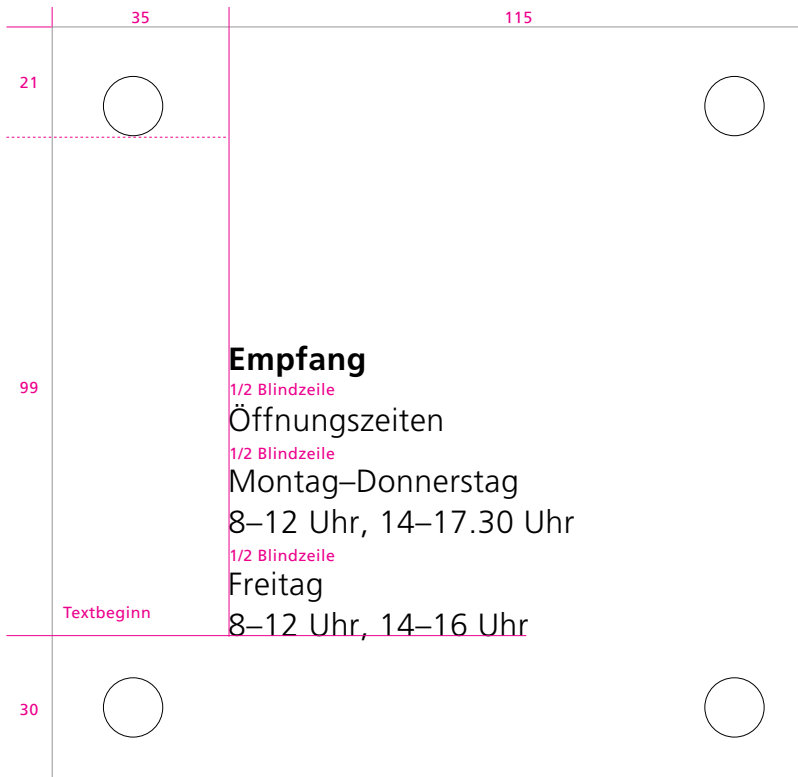 35
115
21
Empfang
99
1/2 Blindzeile
Öffnungszeiten
1/2 Blindzeile
Montag–Donnerstag
8–12 Uhr, 14–17.30 Uhr
1/2 Blindzeile
Freitag
Textbeginn
8–12 Uhr, 14–16 Uhr
30